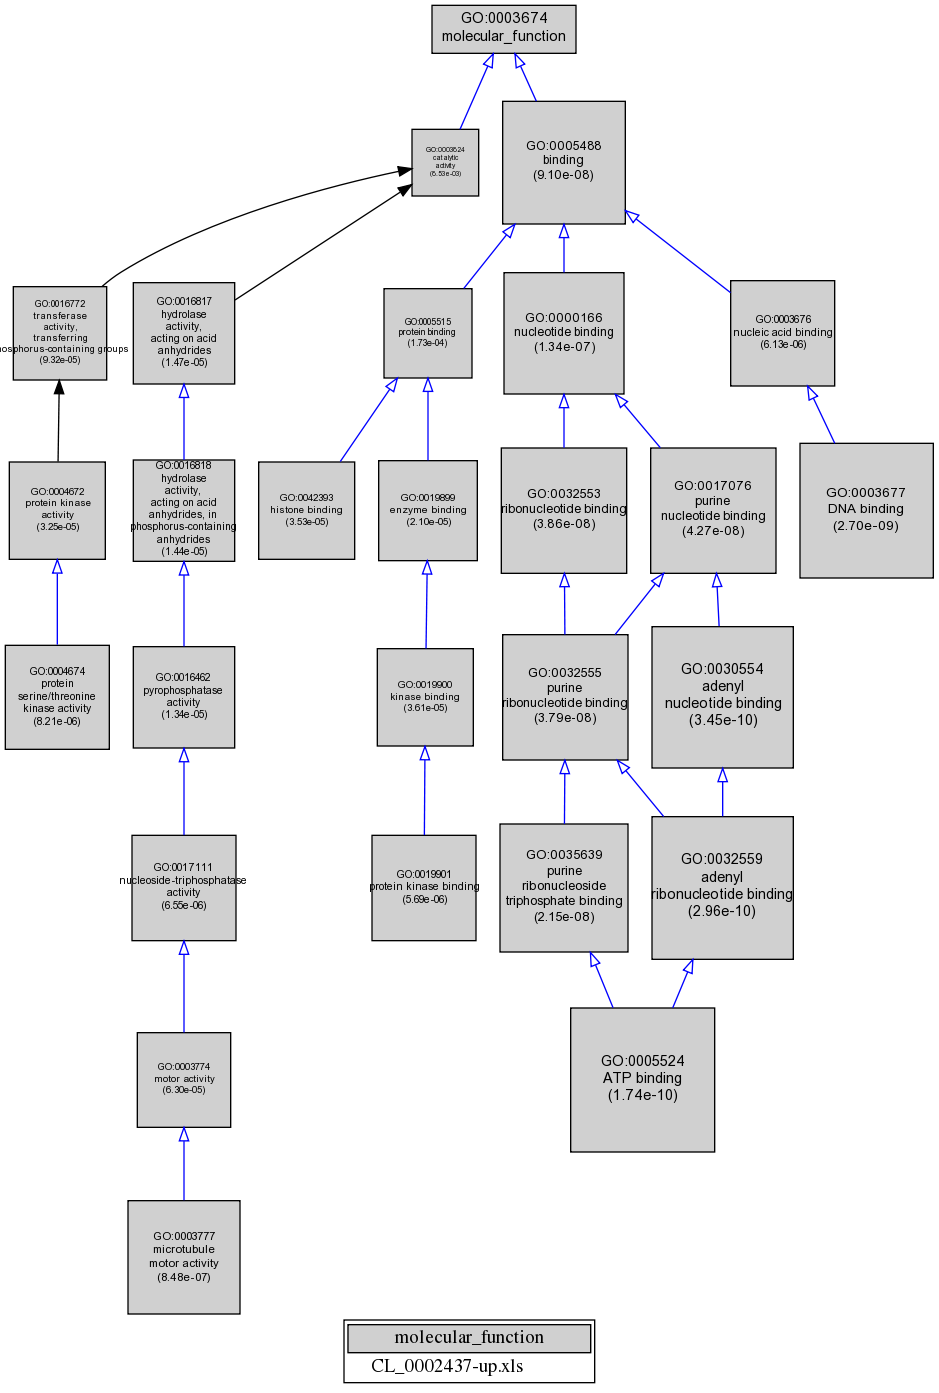 GO:0003674
molecular_function
GO:0003824
catalytic
activity
(6.53e-03)
GO:0005488
binding
(9.10e-08)
GO:0016772
transferase
activity,
transferring
phosphorus-containing groups
(9.32e-05)
GO:0016817
hydrolase
activity,
acting on acid
anhydrides
(1.47e-05)
GO:0005515
protein binding
(1.73e-04)
GO:0000166
nucleotide binding
(1.34e-07)
GO:0003676
nucleic acid binding
(6.13e-06)
GO:0004672
protein kinase
activity
(3.25e-05)
GO:0016818
hydrolase
activity,
acting on acid
anhydrides, in
phosphorus-containing
anhydrides
(1.44e-05)
GO:0042393
histone binding
(3.53e-05)
GO:0019899
enzyme binding
(2.10e-05)
GO:0032553
ribonucleotide binding
(3.86e-08)
GO:0017076
purine
nucleotide binding
(4.27e-08)
GO:0003677
DNA binding
(2.70e-09)
GO:0004674
protein
serine/threonine
kinase activity
(8.21e-06)
GO:0016462
pyrophosphatase
activity
(1.34e-05)
GO:0019900
kinase binding
(3.61e-05)
GO:0032555
purine
ribonucleotide binding
(3.79e-08)
GO:0030554
adenyl
nucleotide binding
(3.45e-10)
GO:0017111
nucleoside-triphosphatase
activity
(6.55e-06)
GO:0019901
protein kinase binding
(5.69e-06)
GO:0035639
purine
ribonucleoside
triphosphate binding
(2.15e-08)
GO:0032559
adenyl
ribonucleotide binding
(2.96e-10)
GO:0003774
motor activity
(6.30e-05)
GO:0005524
ATP binding
(1.74e-10)
GO:0003777
microtubule
motor activity
(8.48e-07)
molecular_function
CL_0002437-up.xls